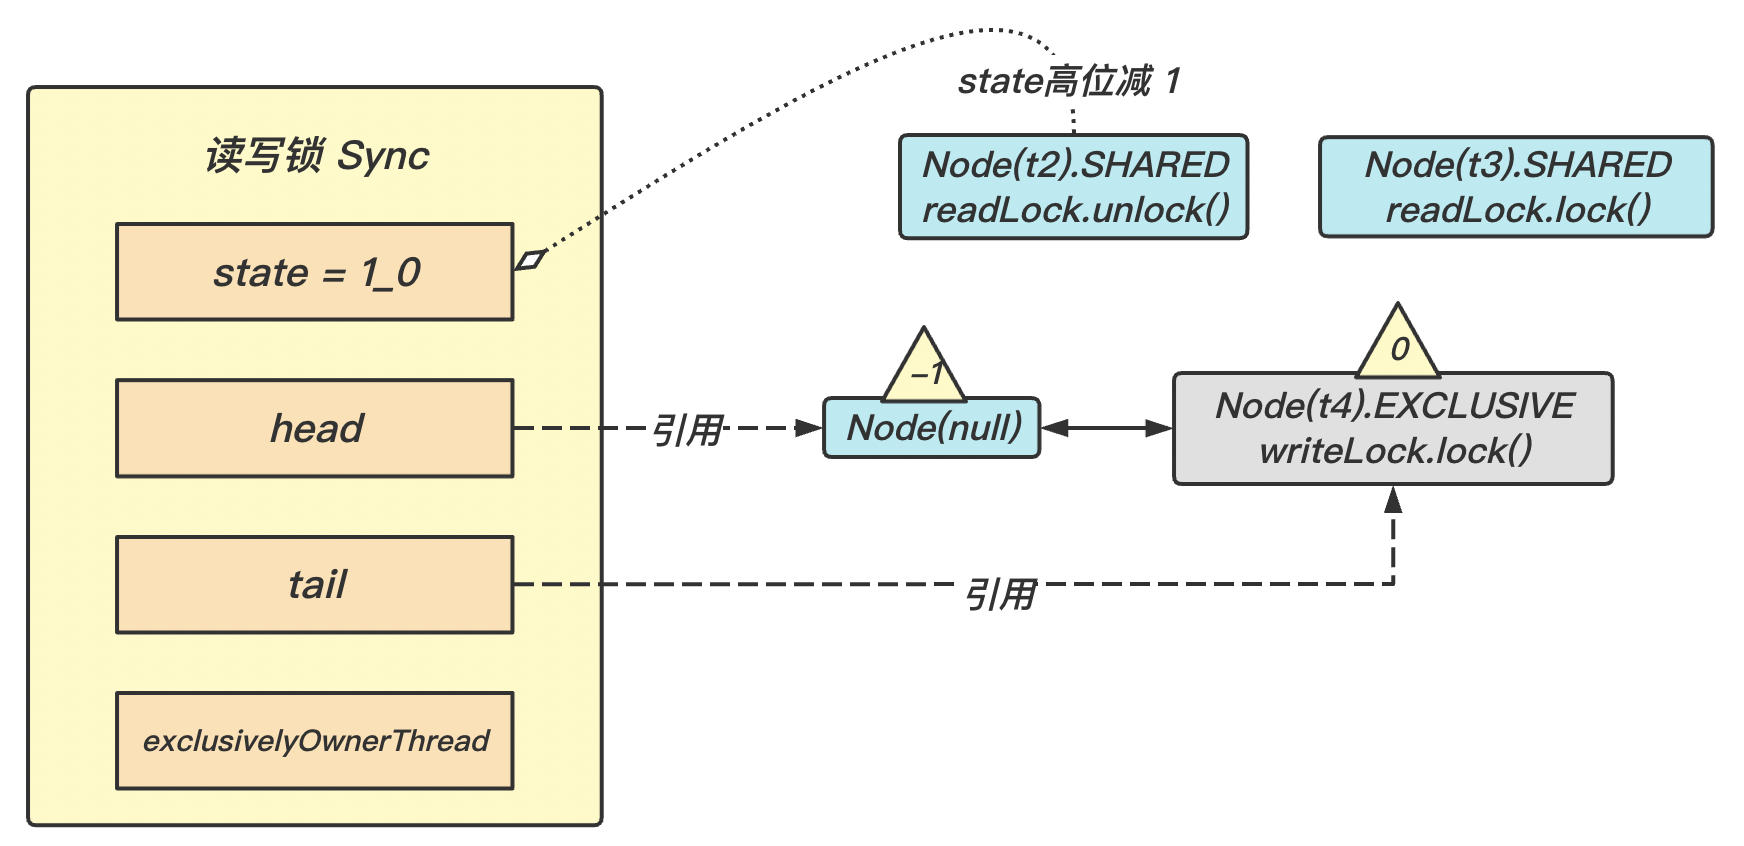 读写锁 Sync
state = 1_0
head
tail
exclusivelyOwnerThread
state高位减 1
Node(t2).SHARED
readLock.unlock()
Node(t3).SHARED
readLock.lock()
引用
-1
Node(null)
0
Node(t4).EXCLUSIVE
writeLock.lock()
引用